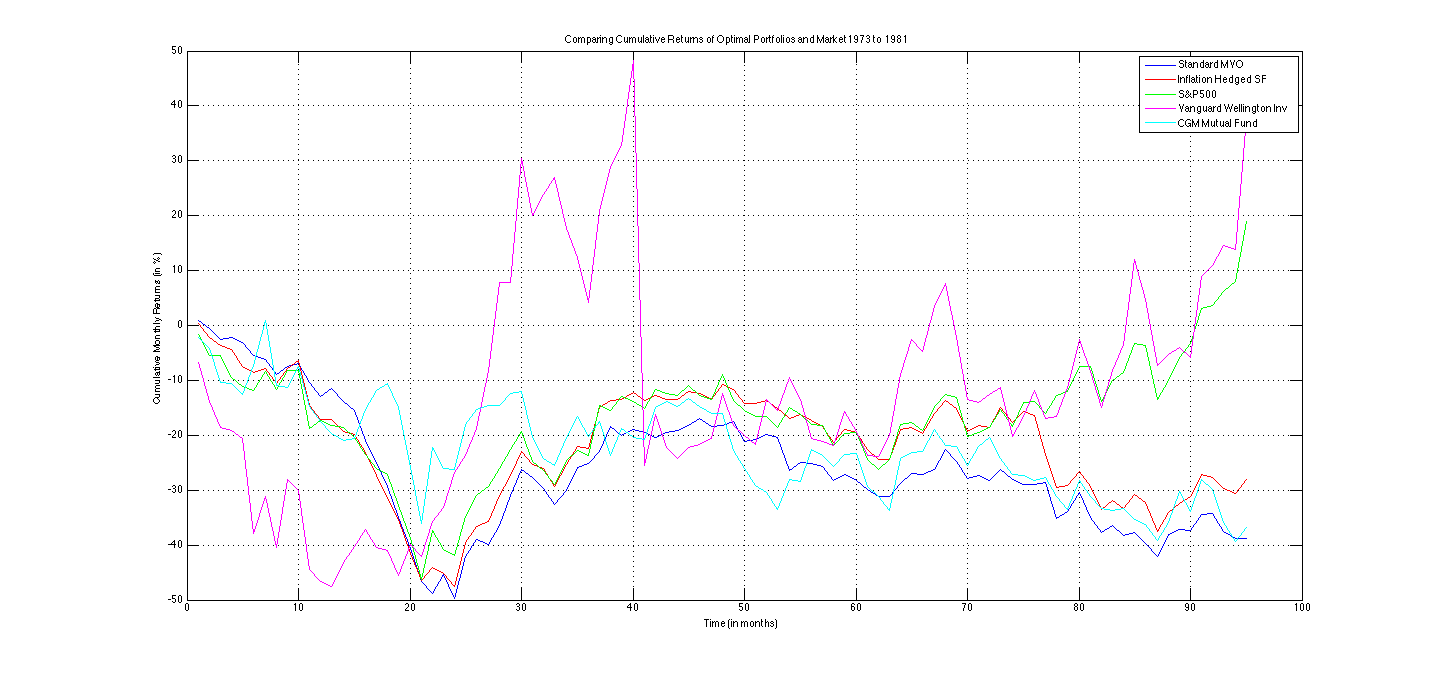 Comparing Cumulative Returns of Optimal Portfolios and Market 1973 to 1981
50
40
30
20
10
0
-10
-20
-30
-40
-50
Cumulative Monthly Returns (in %)
Standard MVO
Inflation Hedged SF
S&P500
Vanguard Wellington Inv
CGM Mutual Fund
0 10 20 30 40 50 60 70 80 90 100
Time (in months)